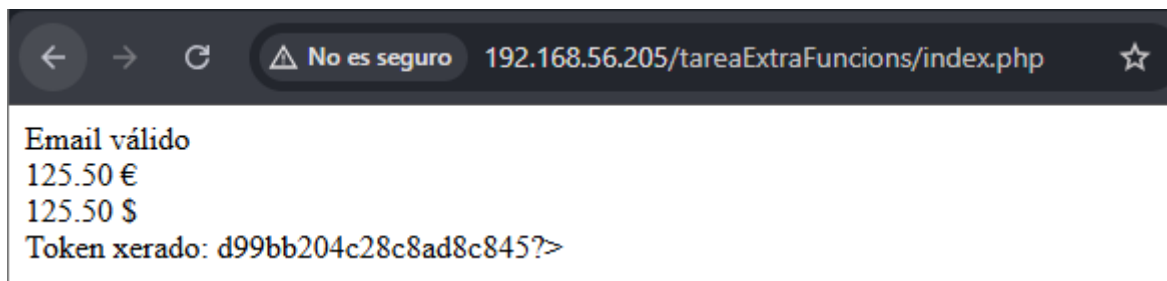 No es seguro 192.168.56.205/tareaExtraFuncions/index.php
Email válido
125.50 €
125.50 $
Token xerado: d99bb204c28c8ad8c845?>